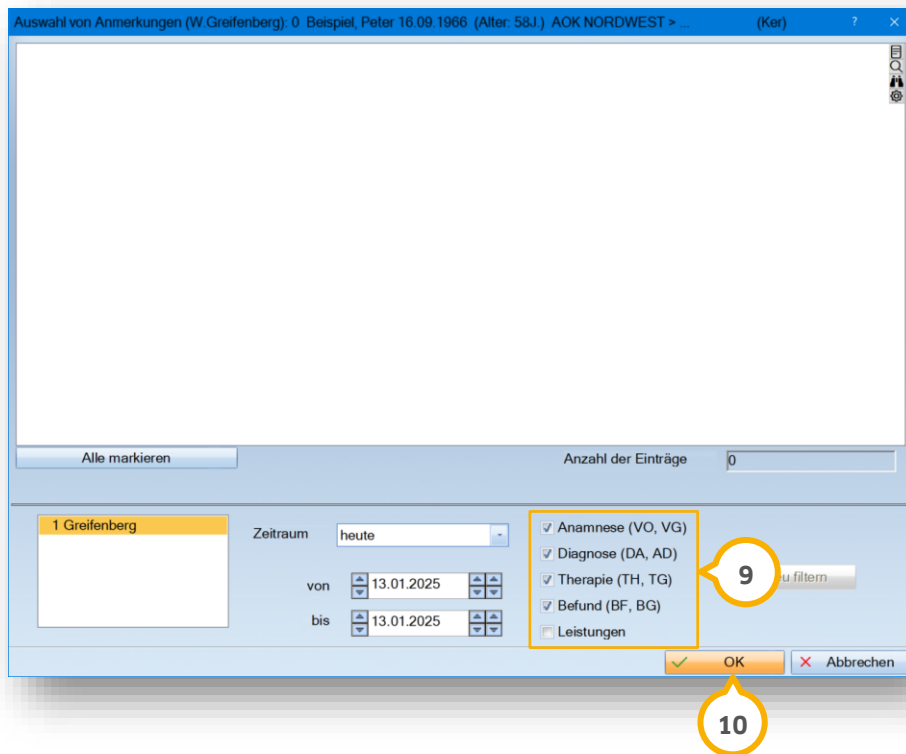 Auswahl von Anmerkungen (W.Greifenberg): 0 Beispiel, Peter 16.09.1966 (Alter: 58J.) AOK NORDWEST > ... (Ker) ? ×
Alle markieren
Anzahl der Einträge 0
1 Greifenberg
Zeitraum heute
von 13.01.2025
bis 13.01.2025
Anamnese (VO, VG)
Diagnose (DA, AD)
Therapie (TH, TG)
Befund (BF, BG)
Leistungen
9
filtern
OK
Abbrechen
10